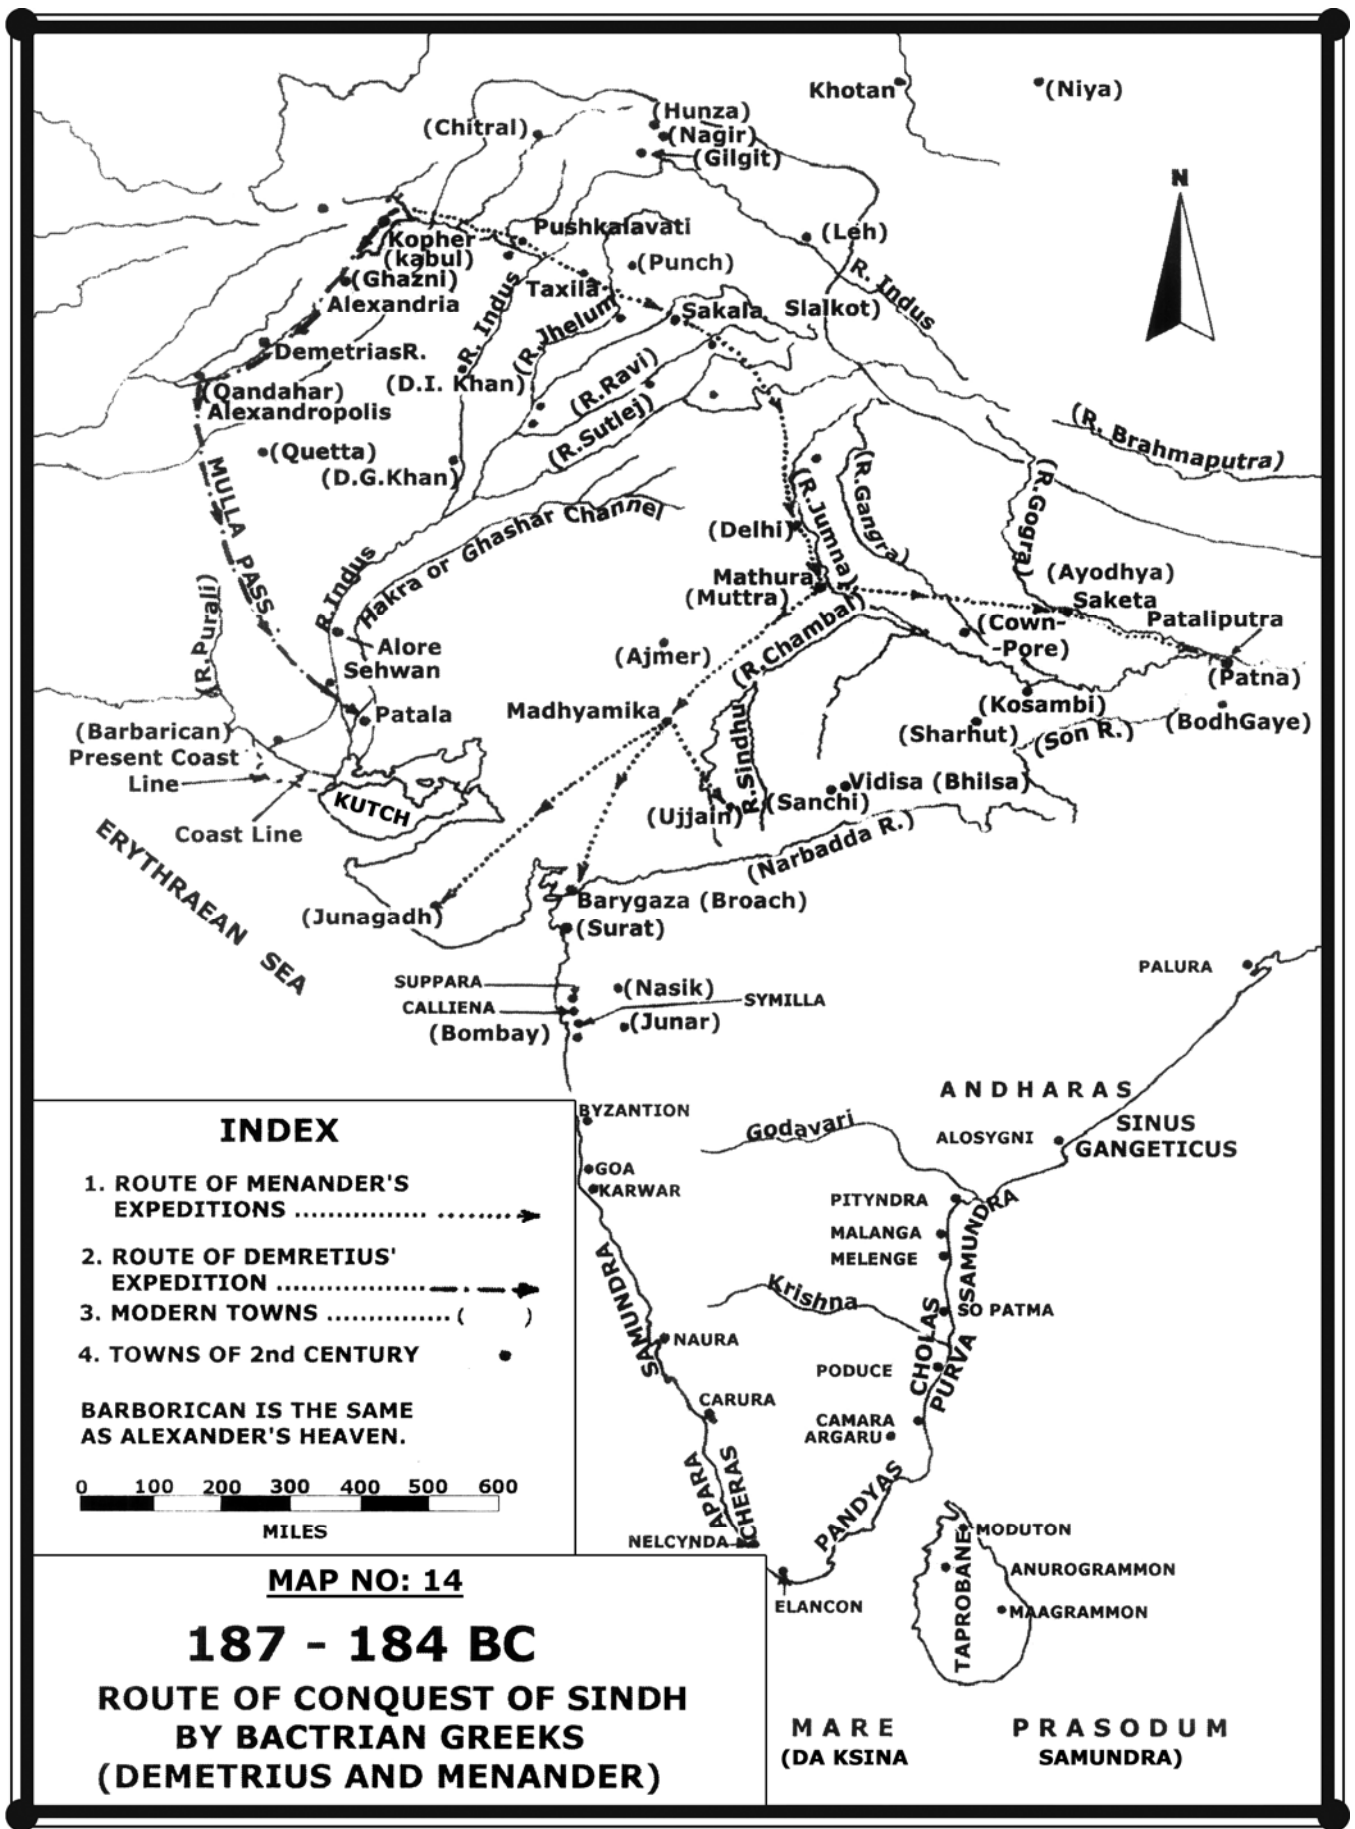 Khotan
(Niya)
(Hunza)
(Chitral)
(Nagir)
(Gilgit)
N
Pushkalavati
(Leh)
Kopher
(kabul)
(Punch)
R. Indus
(Ghazni)
Taxila
Alexandria
R. Indus
(R.Jhelum
Sakala,
Slalkot)
DemetriasR.
(Qandahar)
(D.I. Khan)
(R.Ravi)
Alexandropolis
(R.Sutlej)
(R. Brahmaputra)
(Quetta)
(D.G.Khan)
MULLA PASS
(R.Jumna)
(R.Gangra)
(R.Gogra)
Hakra or Ghashar Channel
(Delhi)
R.Indus
(R.Purali)
Mathura
(Muttra)
(Ayodhya)
Saketa
Pataliputra
(Cown-
-Pore)
Alore
(Ajmer)
(R.Chambal)
Sehwan
(Patna)
Madhyamika
(Kosambi)
Patala
(BodhGaye)
(Barbarican)
(Sharhut)
(Son R.)
Present Coast
Line
R.Sindhu
Vidisa (Bhilsa)
(Sanchi)
KUTCH
(Ujjain)
Coast Line
(Narbadda R.)
ERYTHRAEAN SEA
Barygaza (Broach)
(Junagadh)
(Surat)
PALURA
SUPPARA
(Nasik)
SYMILLA
CALLIENA
(Junar)
(Bombay)
ANDHARAS
BYZANTION
Godavari
SINUS
GANGETICUS
ALOSYGNI
GOA
KARWAR
PITYNDRA
MALANGA
MELENGE
SAMUNDRA
SAMUNDRA
Krishna
SO PATMA
CHOLAS
PURVA
NAURA
PODUCE
CARURA
CAMARA
ARGARU
APARA
CHERAS
PANDYAS
NELCYNDA
MODUTON
ANUROGRAMMON
ELANCON
TAPROBANE
MAAGRAMMON
MARE PRASODUM
(DA KSINA SAMUNDRA)
INDEX
1. ROUTE OF MENANDER'S
EXPEDITIONS ................
2. ROUTE OF DEMRETIUS'
EXPEDITION ..................
3. MODERN TOWNS ...............( )
4. TOWNS OF 2nd CENTURY
BARBORICAN IS THE SAME
AS ALEXANDER'S HEAVEN.
0 100 200 300 400 500 600
MILES
MAP NO: 14
187 - 184 BC
ROUTE OF CONQUEST OF SINDH
BY BACTRIAN GREEKS
(DEMETRIUS AND MENANDER)